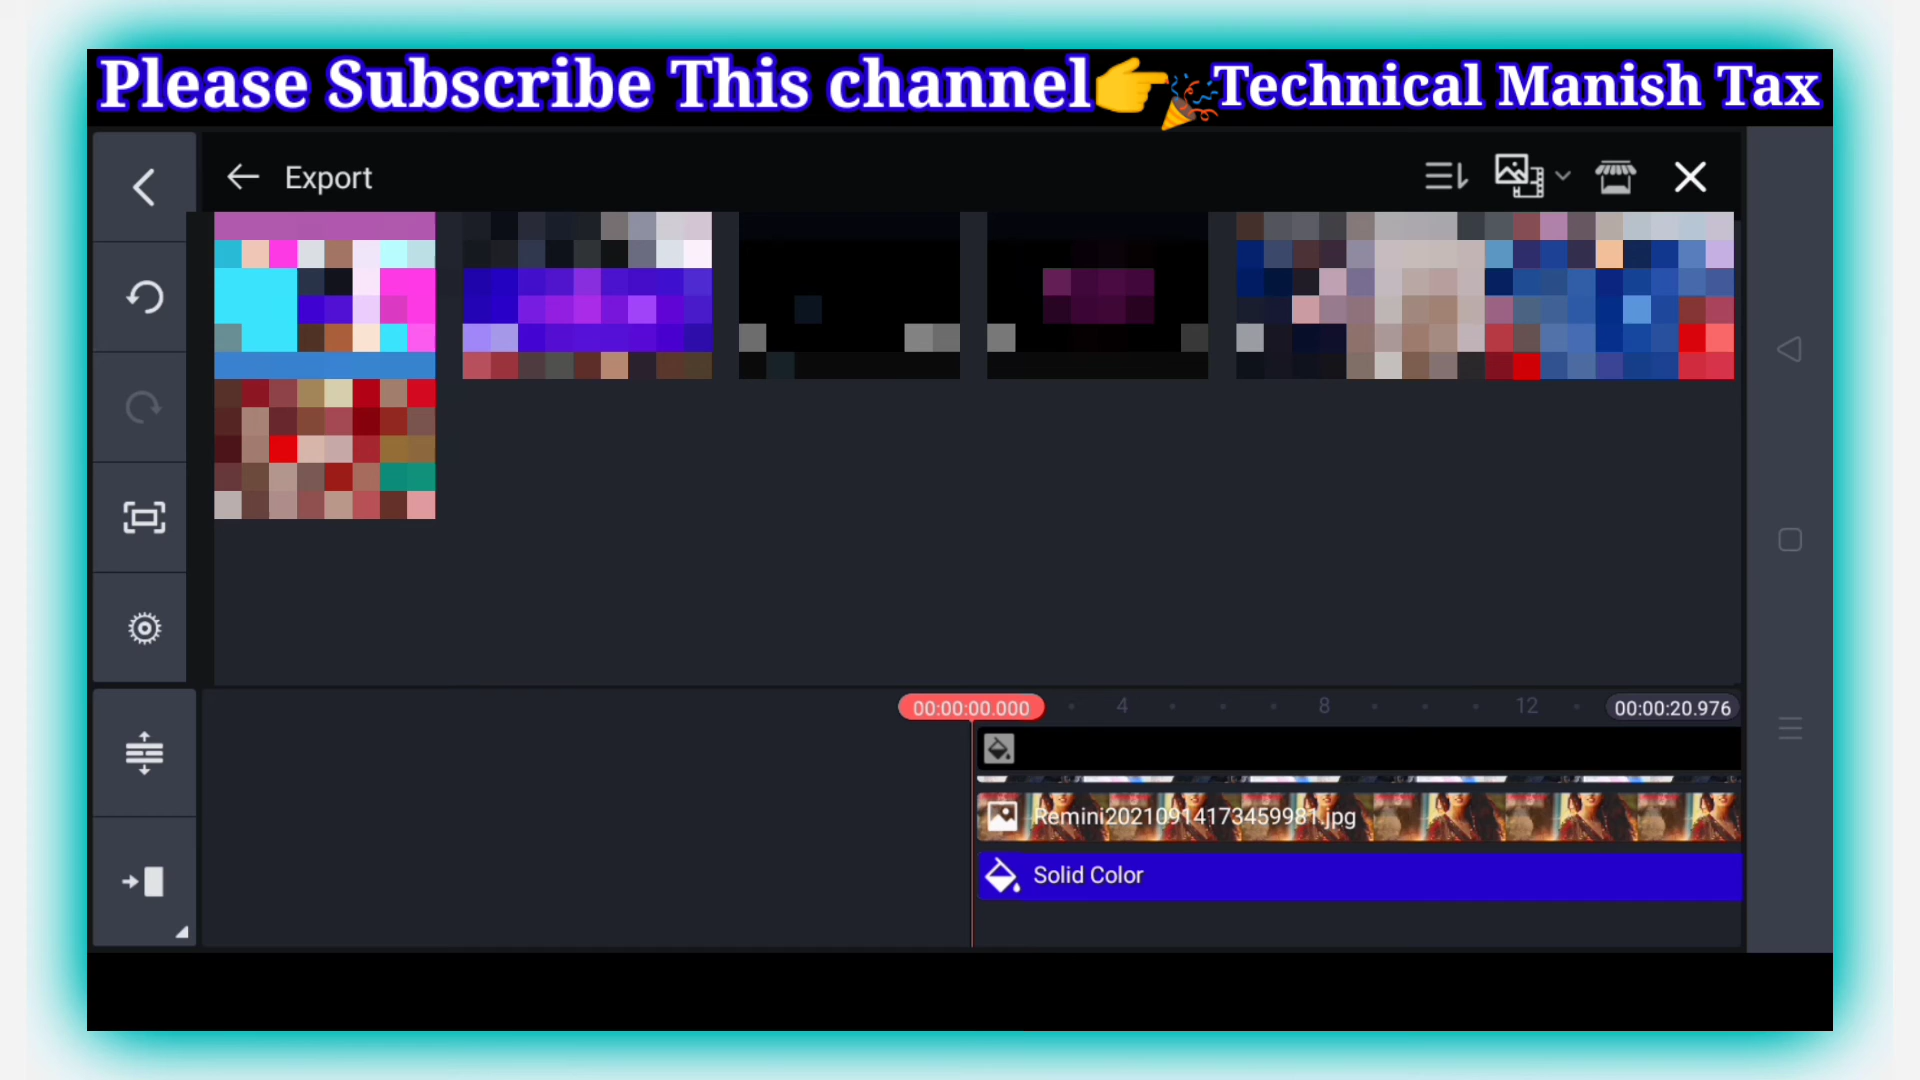 Please Subscribe This channel👉🎉Technical Manish Tax
Export
00:00:00.000 4 8 12 00:00:20.976
Remini20210914173459981.jpg
Solid Color